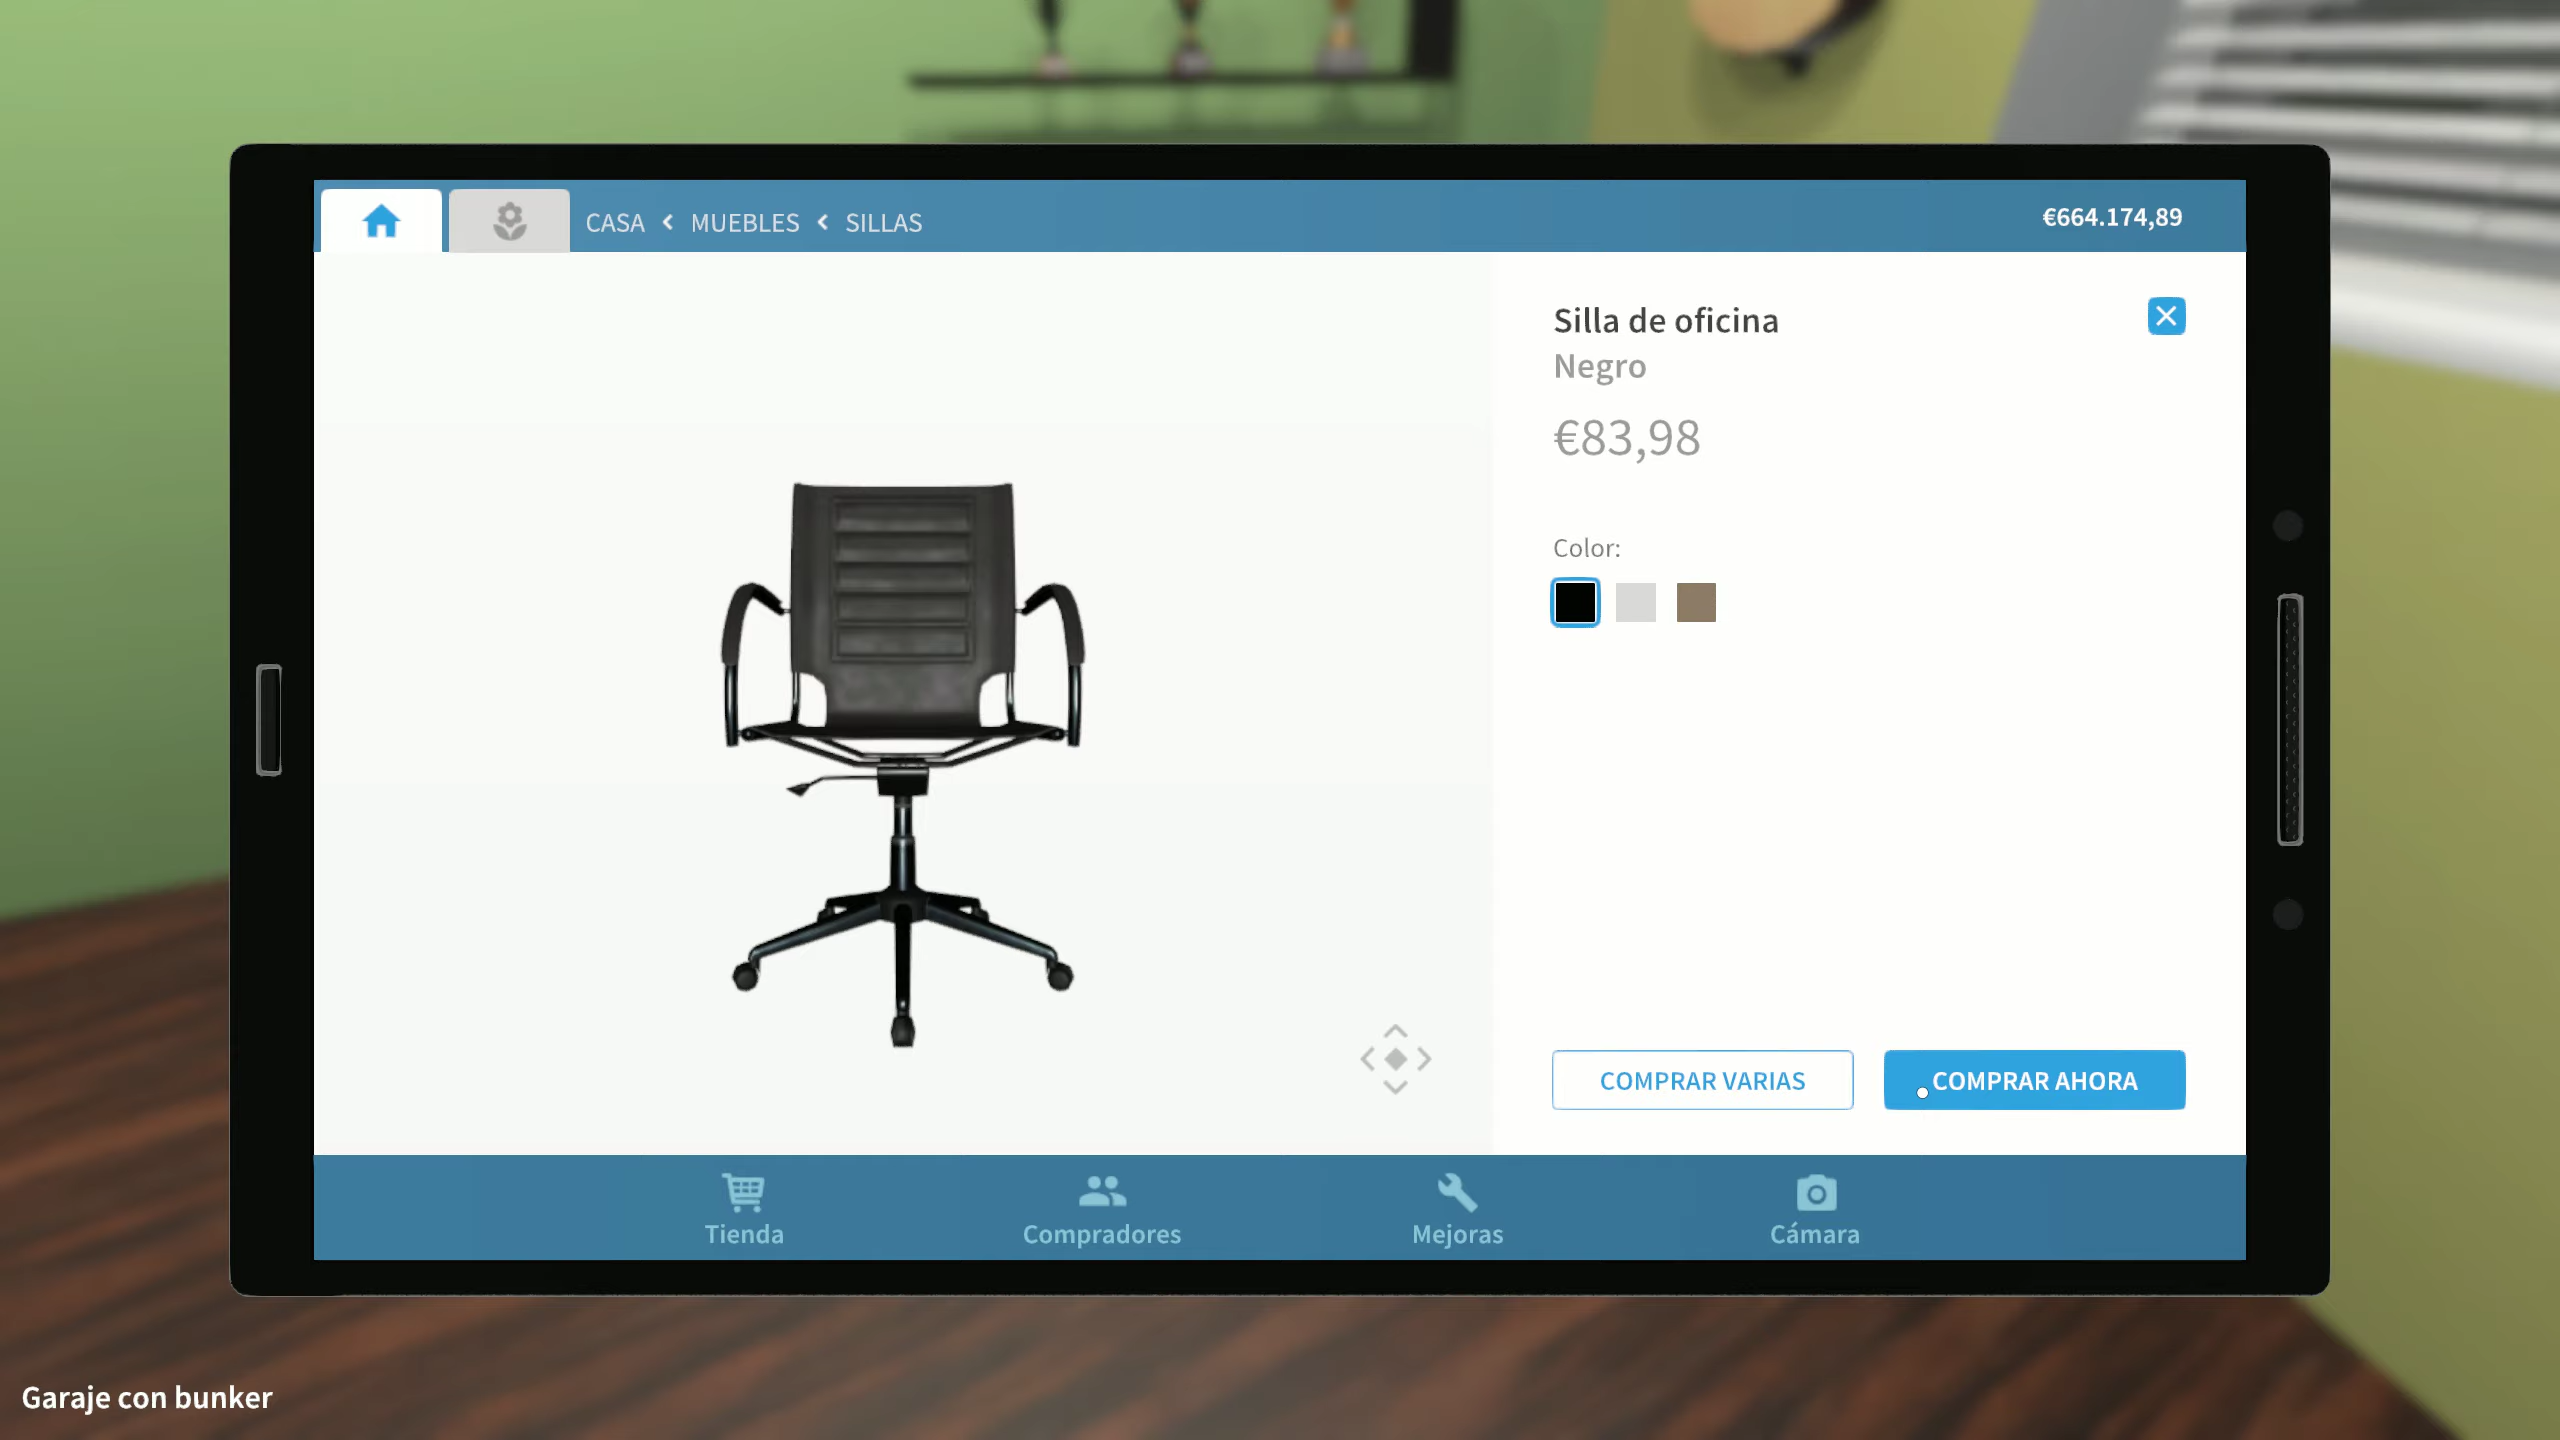 CASA < MUEBLES < SILLAS
€664.174,89
Silla de oficina
Negro
€83,98
Color:
COMPRAR VARIAS
COMPRAR AHORA
Tienda
Compradores
Mejoras
Cámara
Garaje con bunker